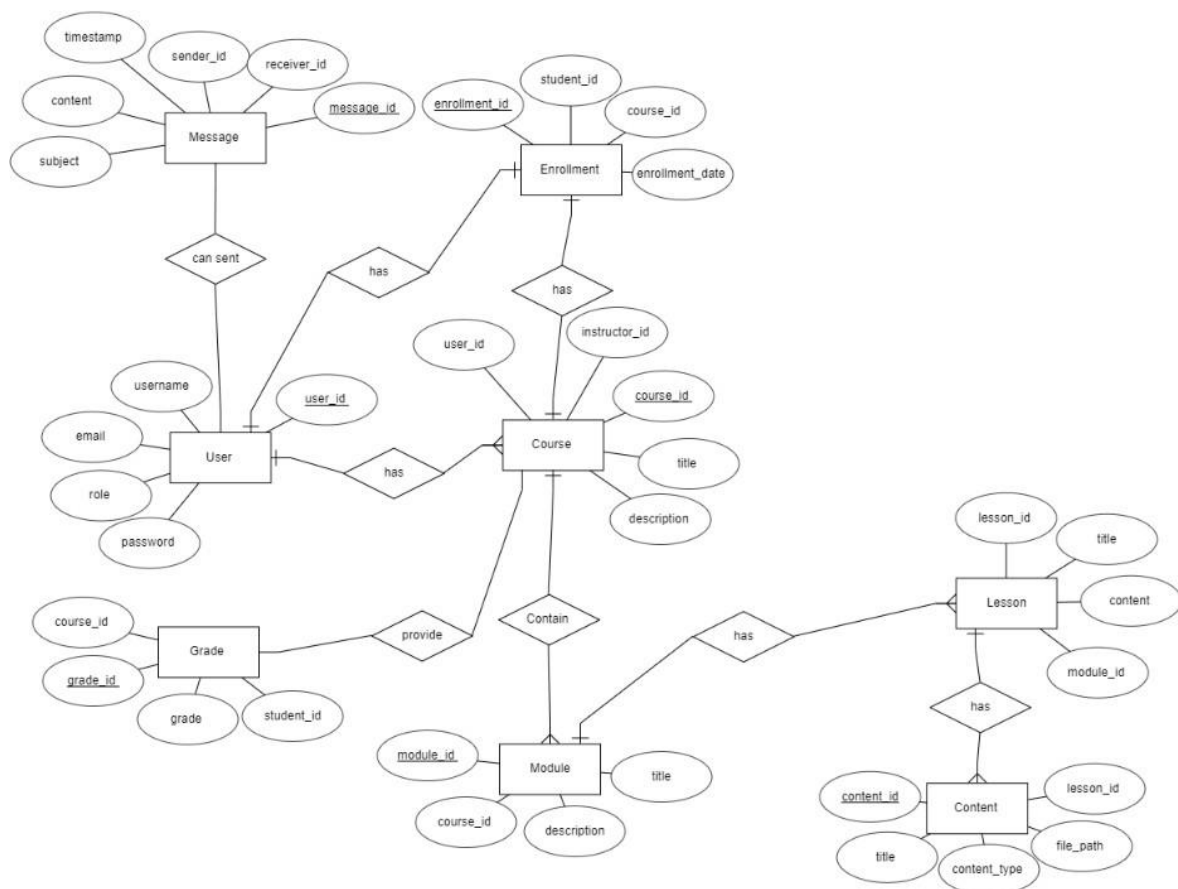 timestamp
sender_id
receiver_id
content
message_id
Message
subject
can sent
student_id
enrollment_id
course_id
Enrollment
enrollment_date
has
has
user_id
instructor_id
username
user_id
course_id
email
User
has
Course
title
role
description
password
course_id
Grade
provide
Contain
grade_id
grade
student_id
module_id
Module
title
course_id
description
has
lesson_id
title
Lesson
content
module_id
has
content_id
Content
lesson_id
title
content_type
file_path